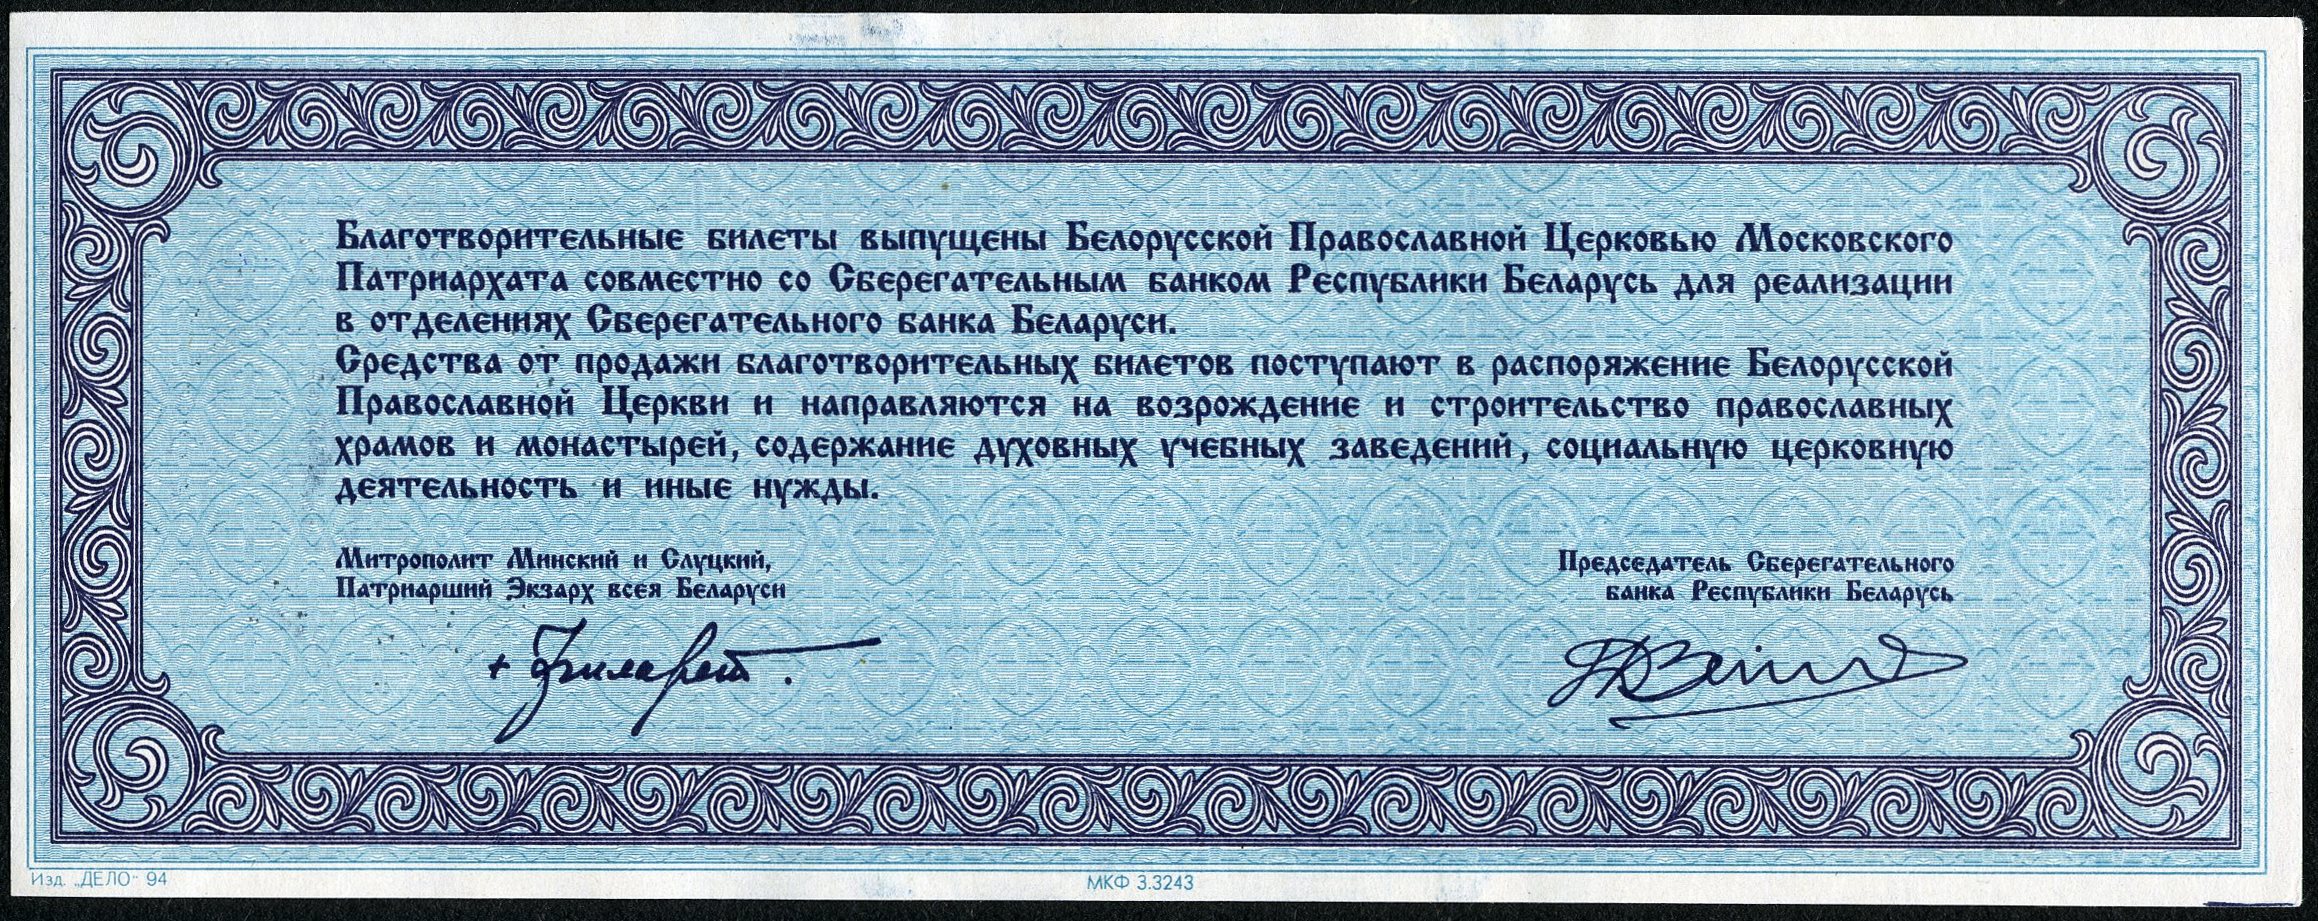 Благотворительные билеты выпущены Белорусской Православной Церковью Московского
Патриархата совместно со Сберегательным банком Республики Беларусь для реализации
в отделениях Сберегательного банка Беларуси.
Средства от продажи благотворительных билетов поступают в распоряжение Белорусской
Православной Церкви и направляются на возрождение и строительство православных
храмов и монастырей, содержание духовных учебных заведений, социальную церковную
деятельность и иные нужды.
Митрополит Минский и Слуцкий,
Патриарший Экзарх всея Беларуси
+ Филарет.
Председатель Сберегательного
банка Республики Беларусь
Изд. „ДЕЛО" 94
МКФ 3.3243